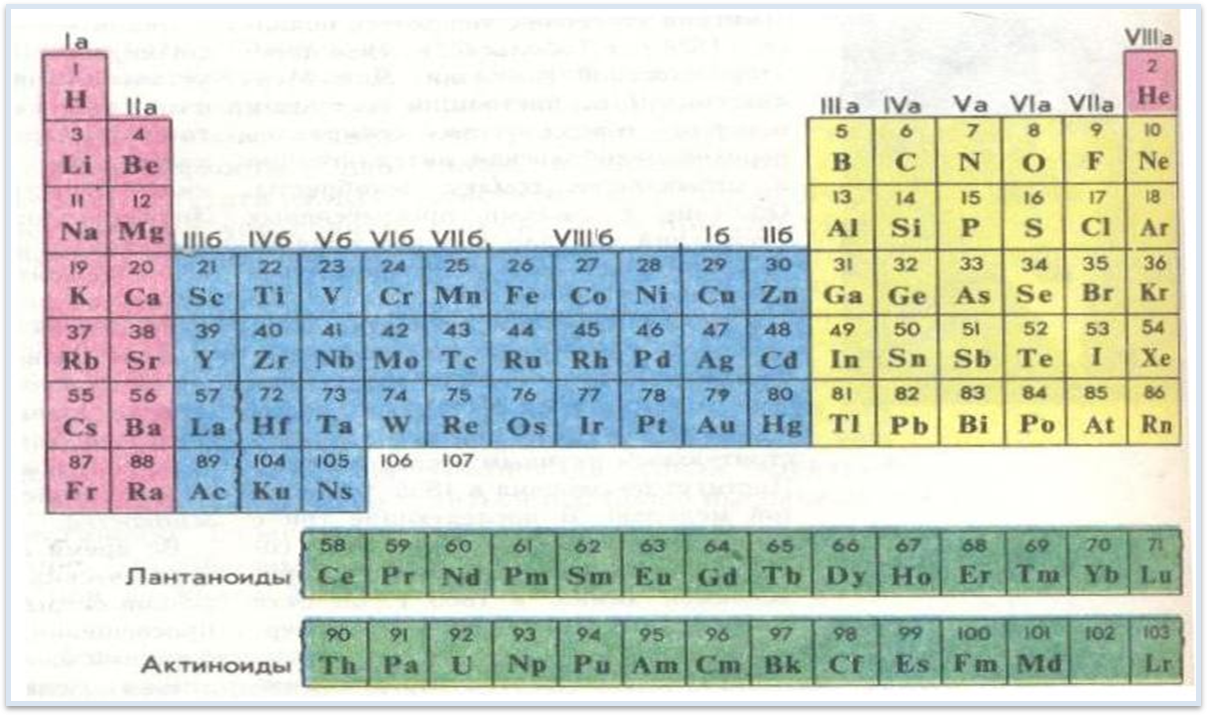 Ia VIIIa
1 2
H IIa IIIa IVa Va VIa VIIa He
3 4 5 6 7 8 9 10
Li Be B C N O F Ne
11 12 13 14 15 16 17 18
Na Mg IIIб IVб Vб VIб VIIб VIIIб Iб IIб Al Si P S Cl Ar
19 20 21 22 23 24 25 26 27 28 29 30 31 32 33 34 35 36
K Ca Sc Ti V Cr Mn Fe Co Ni Cu Zn Ga Ge As Se Br Kr
37 38 39 40 41 42 43 44 45 46 47 48 49 50 51 52 53 54
Rb Sr Y Zr Nb Mo Tc Ru Rh Pd Ag Cd In Sn Sb Te I Xe
55 56 57 72 73 74 75 76 77 78 79 80 81 82 83 84 85 86
Cs Ba La Hf Ta W Re Os Ir Pt Au Hg Tl Pb Bi Po At Rn
87 88 89 104 105 106 107
Fr Ra Ac Ku Ns
58 59 60 61 62 63 64 65 66 67 68 69 70 71
Лантаноиды Ce Pr Nd Pm Sm Eu Gd Tb Dy Ho Er Tm Yb Lu
90 91 92 93 94 95 96 97 98 99 100 101 102 103
Актиноиды Th Pa U Np Pu Am Cm Bk Cf Es Fm Md Lr